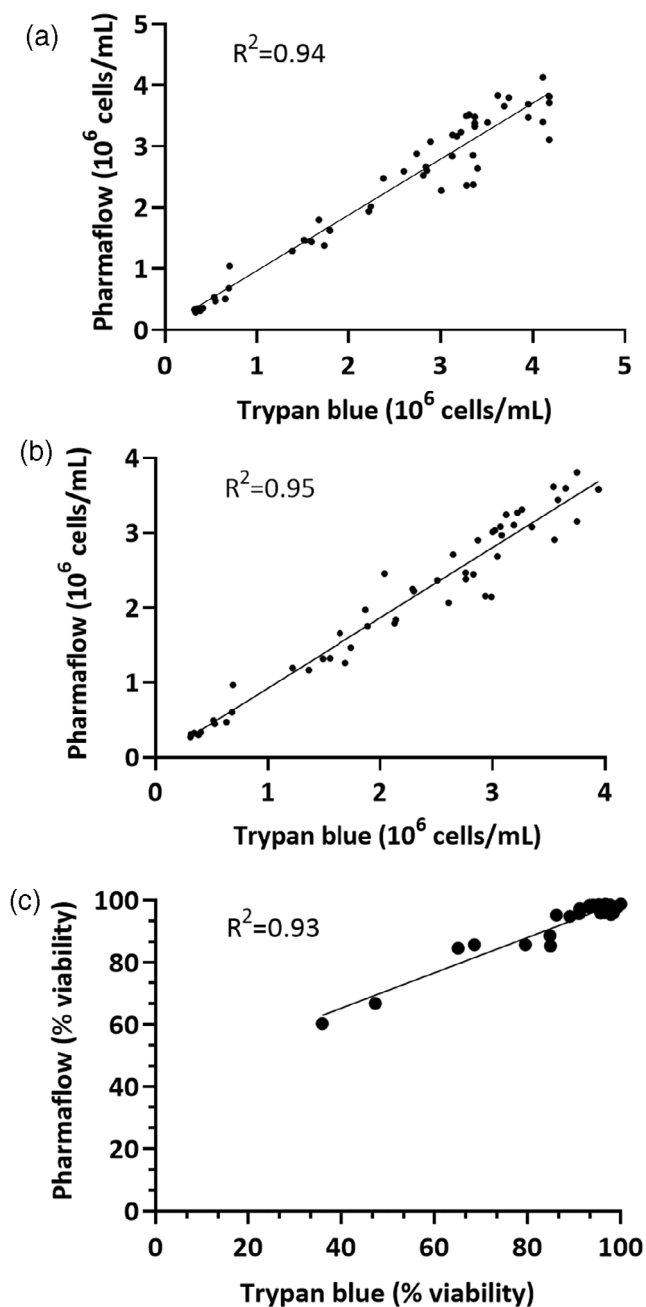 (a)
R²=0.94
Pharmaflow (10⁶ cells/mL)
5
4
3
2
1
0
0 1 2 3 4 5
Trypan blue (10⁶ cells/mL)
(b)
R²=0.95
Pharmaflow (10⁶ cells/mL)
4
3
2
1
0
0 1 2 3 4
Trypan blue (10⁶ cells/mL)
(c)
R²=0.93
Pharmaflow (% viability)
100
80
60
40
20
0
0 20 40 60 80 100
Trypan blue (% viability)